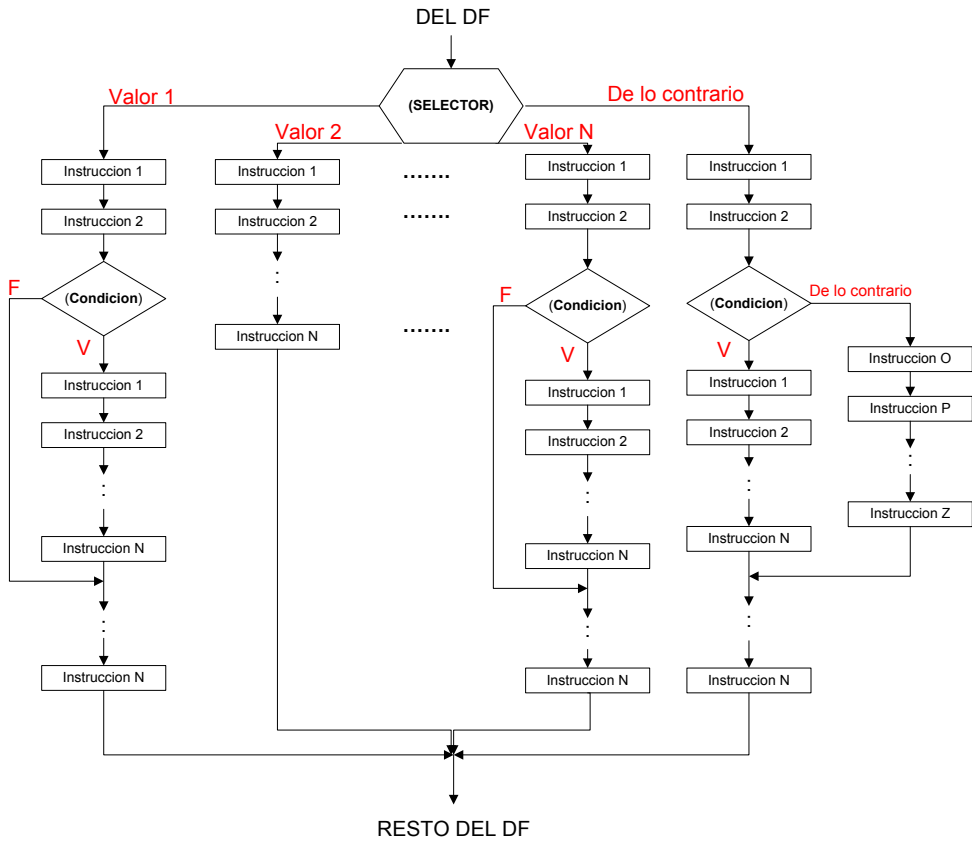 DEL DF
(SELECTOR)
Valor 1
De lo contrario
Valor 2
Valor N
Instruccion 1
Instruccion 2
(Condicion)
F
V
Instruccion 1
Instruccion 2
:
Instruccion N
:
Instruccion N
Instruccion 1
Instruccion 2
:
Instruccion N
.......
.......
.......
Instruccion 1
Instruccion 2
(Condicion)
F
V
Instruccion 1
Instruccion 2
:
Instruccion N
:
Instruccion N
Instruccion 1
Instruccion 2
(Condicion)
De lo contrario
V
Instruccion 1
Instruccion 2
:
Instruccion N
Instruccion O
Instruccion P
:
Instruccion Z
:
Instruccion N
RESTO DEL DF